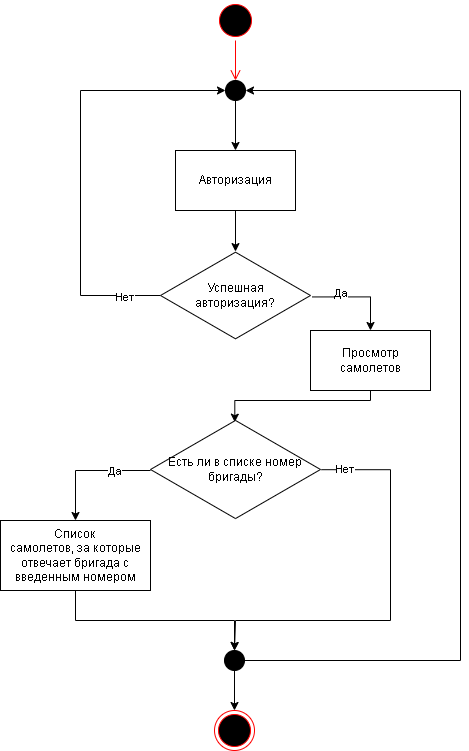 Авторизация
Успешная
авторизация?
Нет
Да
Просмотр
самолетов
Есть ли в списке номер
бригады?
Да
Нет
Список
самолетов, за которые
отвечает бригада с
введенным номером